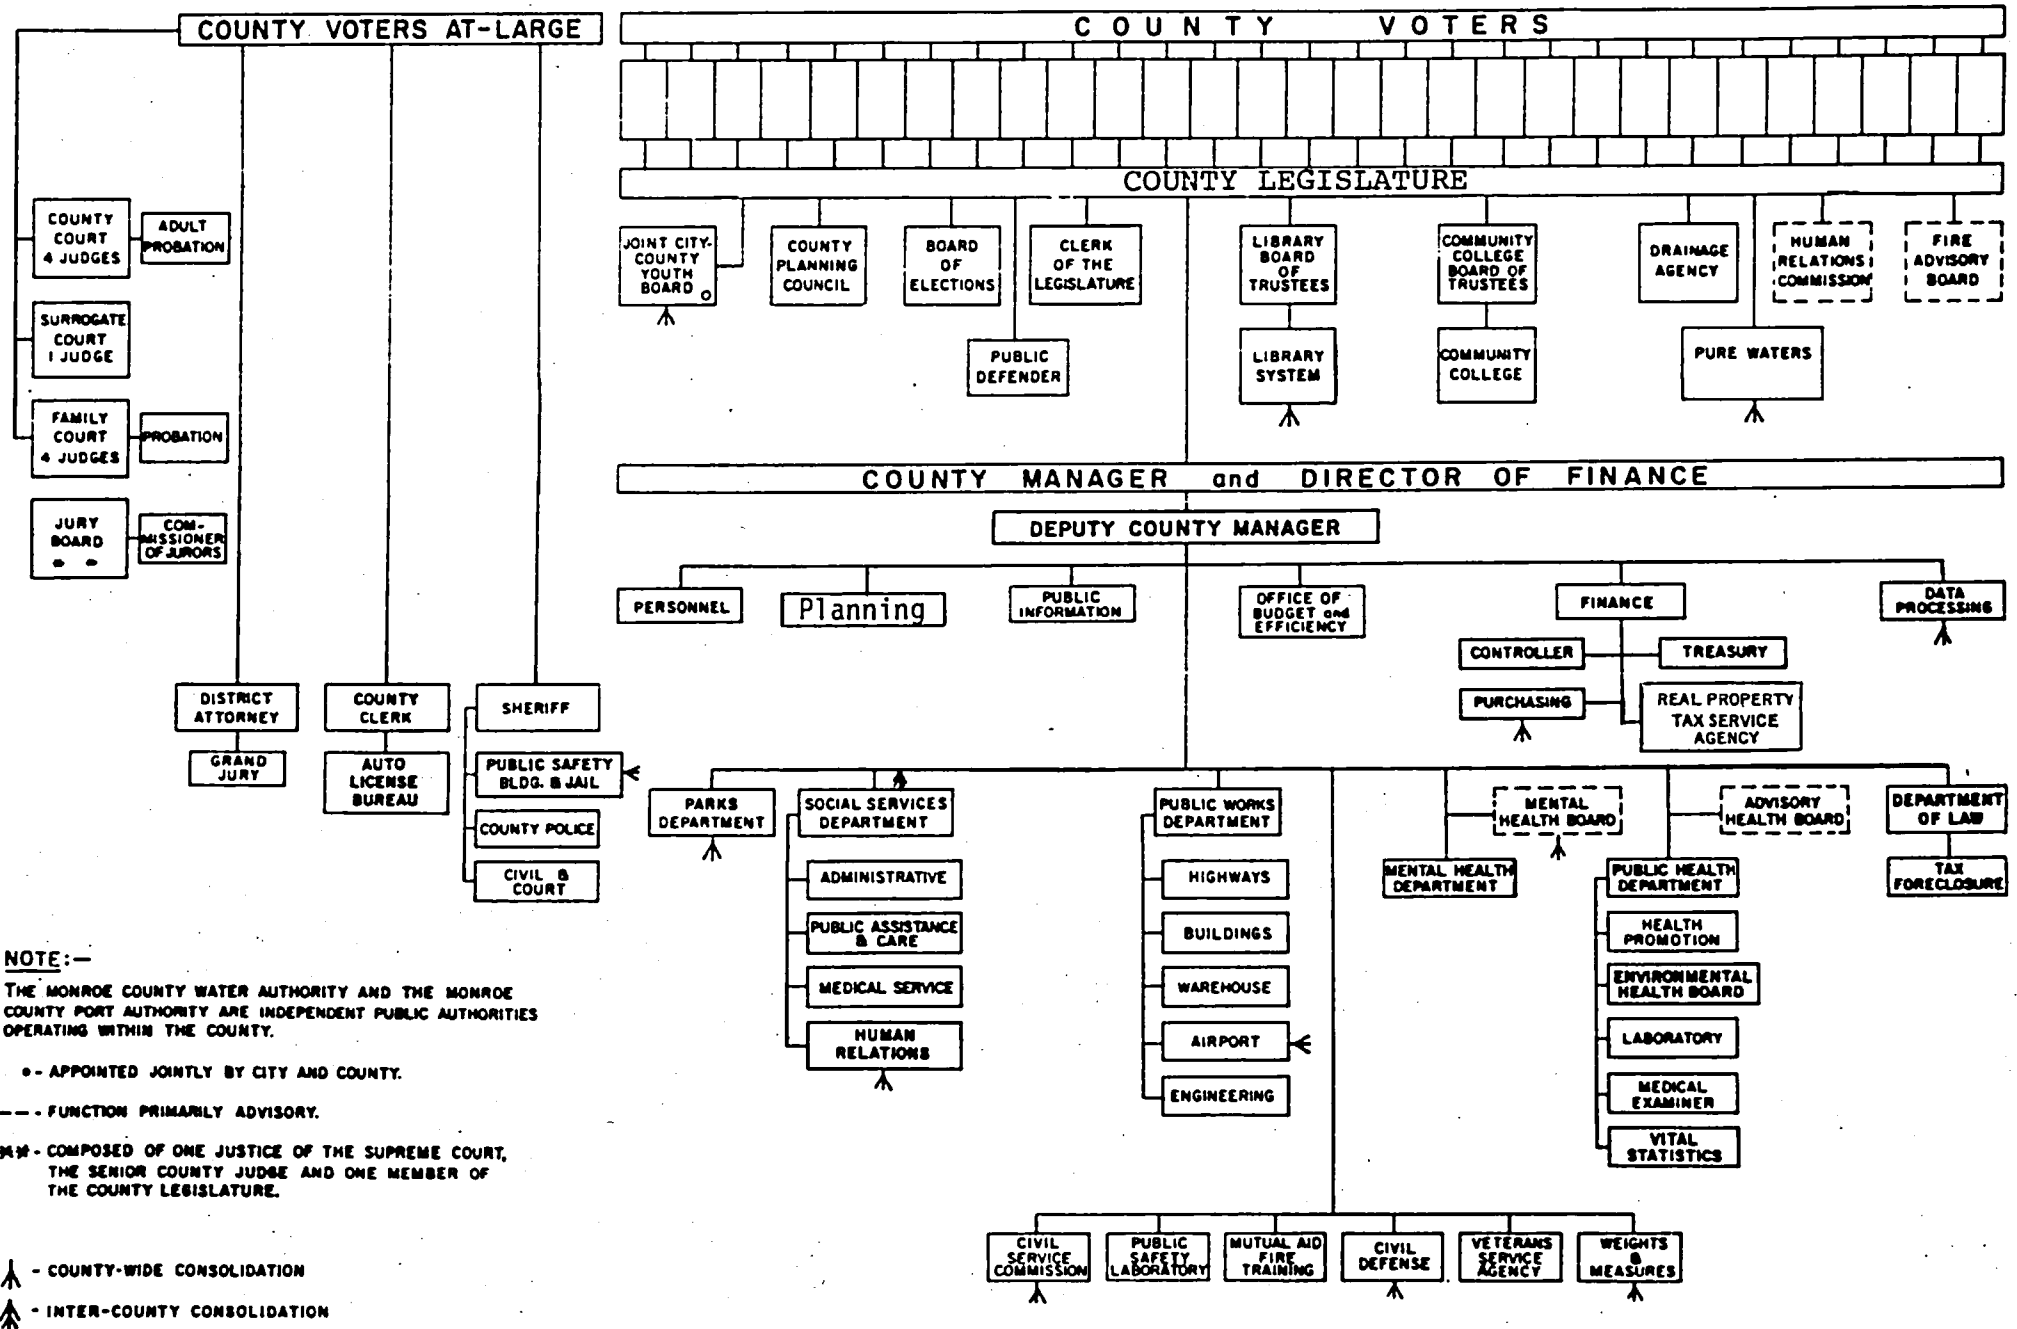 COUNTY VOTERS AT-LARGE
COUNTY VOTERS
COUNTY LEGISLATURE
COUNTY
COURT
4 JUDGES
ADULT
PROBATION
SURROGATE
COURT
1 JUDGE
FAMILY
COURT
4 JUDGES
PROBATION
JURY
BOARD
* *
COM-
MISSIONER
OF JURORS
JOINT CITY-
COUNTY
YOUTH
BOARD
COUNTY
PLANNING
COUNCIL
BOARD
OF
ELECTIONS
CLERK
OF THE
LEGISLATURE
LIBRARY
BOARD
OF
TRUSTEES
COMMUNITY
COLLEGE
BOARD OF
TRUSTEES
DRAINAGE
AGENCY
HUMAN
RELATIONS
COMMISSION
FIRE
ADVISORY
BOARD
PUBLIC
DEFENDER
LIBRARY
SYSTEM
COMMUNITY
COLLEGE
PURE WATERS
COUNTY MANAGER and DIRECTOR OF FINANCE
DEPUTY COUNTY MANAGER
PERSONNEL
Planning
PUBLIC
INFORMATION
OFFICE OF
BUDGET and
EFFICIENCY
FINANCE
DATA
PROCESSING
CONTROLLER
TREASURY
PURCHASING
REAL PROPERTY
TAX SERVICE
AGENCY
DISTRICT
ATTORNEY
GRAND
JURY
COUNTY
CLERK
AUTO
LICENSE
BUREAU
SHERIFF
PUBLIC SAFETY
BLDG. & JAIL
COUNTY POLICE
CIVIL &
COURT
PARKS
DEPARTMENT
SOCIAL SERVICES
DEPARTMENT
ADMINISTRATIVE
PUBLIC ASSISTANCE
& CARE
MEDICAL SERVICE
HUMAN
RELATIONS
PUBLIC WORKS
DEPARTMENT
HIGHWAYS
BUILDINGS
WAREHOUSE
AIRPORT
ENGINEERING
MENTAL
HEALTH BOARD
MENTAL HEALTH
DEPARTMENT
ADVISORY
HEALTH BOARD
PUBLIC HEALTH
DEPARTMENT
HEALTH
PROMOTION
ENVIRONMENTAL
HEALTH BOARD
LABORATORY
MEDICAL
EXAMINER
VITAL
STATISTICS
DEPARTMENT
OF LAW
TAX
FORECLOSURE
CIVIL
SERVICE
COMMISSION
PUBLIC
SAFETY
LABORATORY
MUTUAL AID
FIRE
TRAINING
CIVIL
DEFENSE
VETERANS
SERVICE
AGENCY
WEIGHTS
&
MEASURES
NOTE:—
THE MONROE COUNTY WATER AUTHORITY AND THE MONROE
COUNTY PORT AUTHORITY ARE INDEPENDENT PUBLIC AUTHORITIES
OPERATING WITHIN THE COUNTY.
- APPOINTED JOINTLY BY CITY AND COUNTY.
--- - FUNCTION PRIMARILY ADVISORY.
** - COMPOSED OF ONE JUSTICE OF THE SUPREME COURT,
THE SENIOR COUNTY JUDGE AND ONE MEMBER OF
THE COUNTY LEGISLATURE.
- COUNTY-WIDE CONSOLIDATION
- INTER-COUNTY CONSOLIDATION